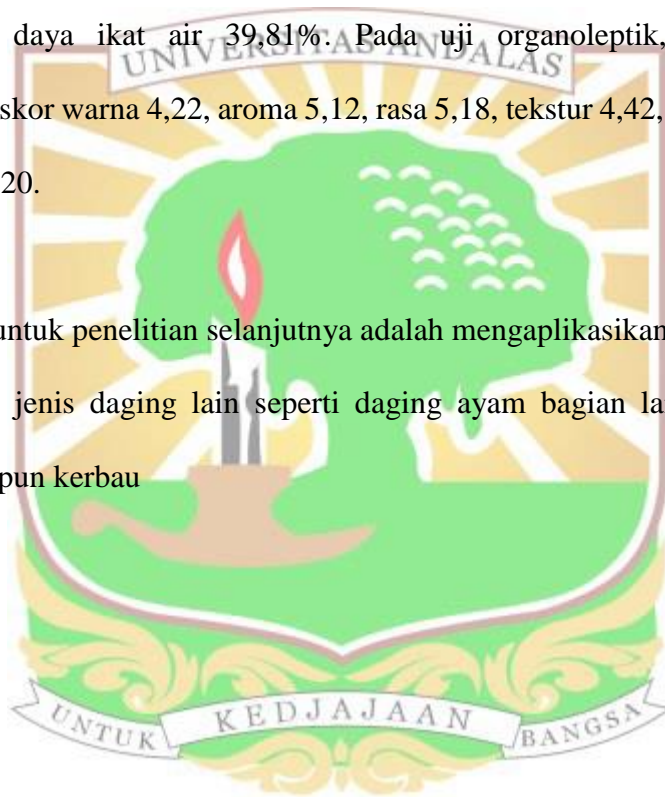 daya ikat air 39,81%. Pada uji organoleptik,
UNIVERSITAS ANDALAS
skor warna 4,22, aroma 5,12, rasa 5,18, tekstur 4,42,
20.
untuk penelitian selanjutnya adalah mengaplikasikan
jenis daging lain seperti daging ayam bagian
pun kerbau
UNTUK KEDJAJAAN BANGSA